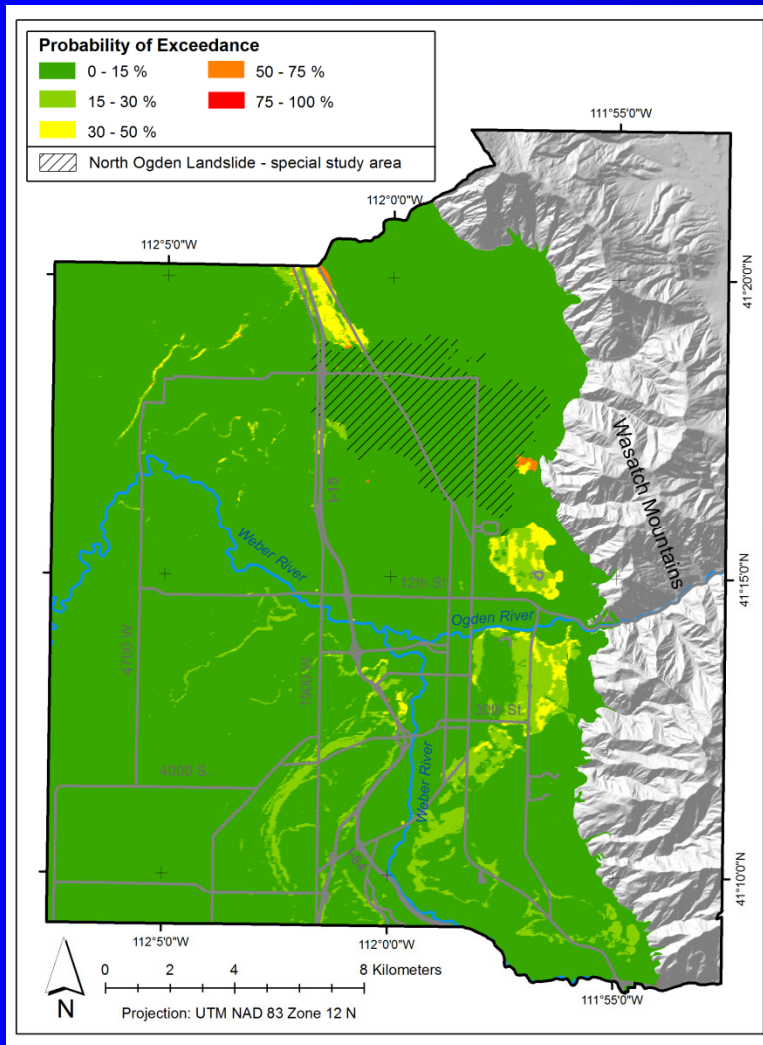 Probability of Exceedance
0 - 15 %
50 - 75 %
15 - 30 %
75 - 100 %
30 - 50 %
North Ogden Landslide - special study area
111°55'0"W
112°0'0"W
112°5'0"W
41°20'0"N
Wasatch Mountains
I-15
Weber River
12th St.
41°15'0"N
Ogden River
4700 W.
1900 W.
30th St.
4000 S.
Weber River
I-84
41°10'0"N
112°5'0"W
112°0'0"W
111°55'0"W
N
0 2 4 6 8 Kilometers
Projection: UTM NAD 83 Zone 12 N